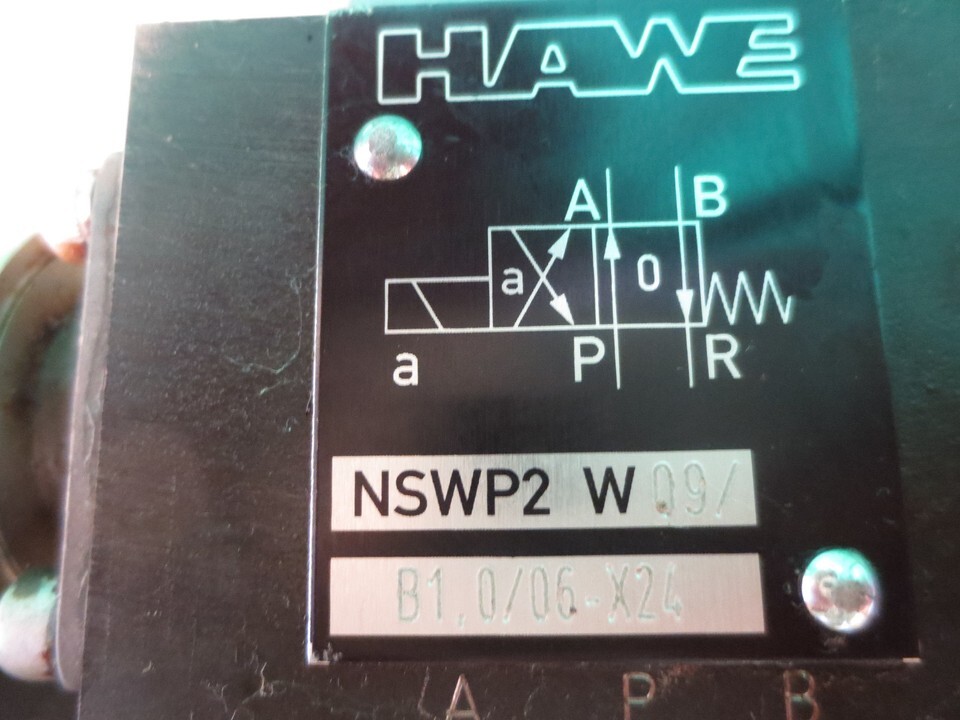 HAWE
A B
a 0
P R
a
NSWP2 W 09/
B1,0/06-X24
A P B